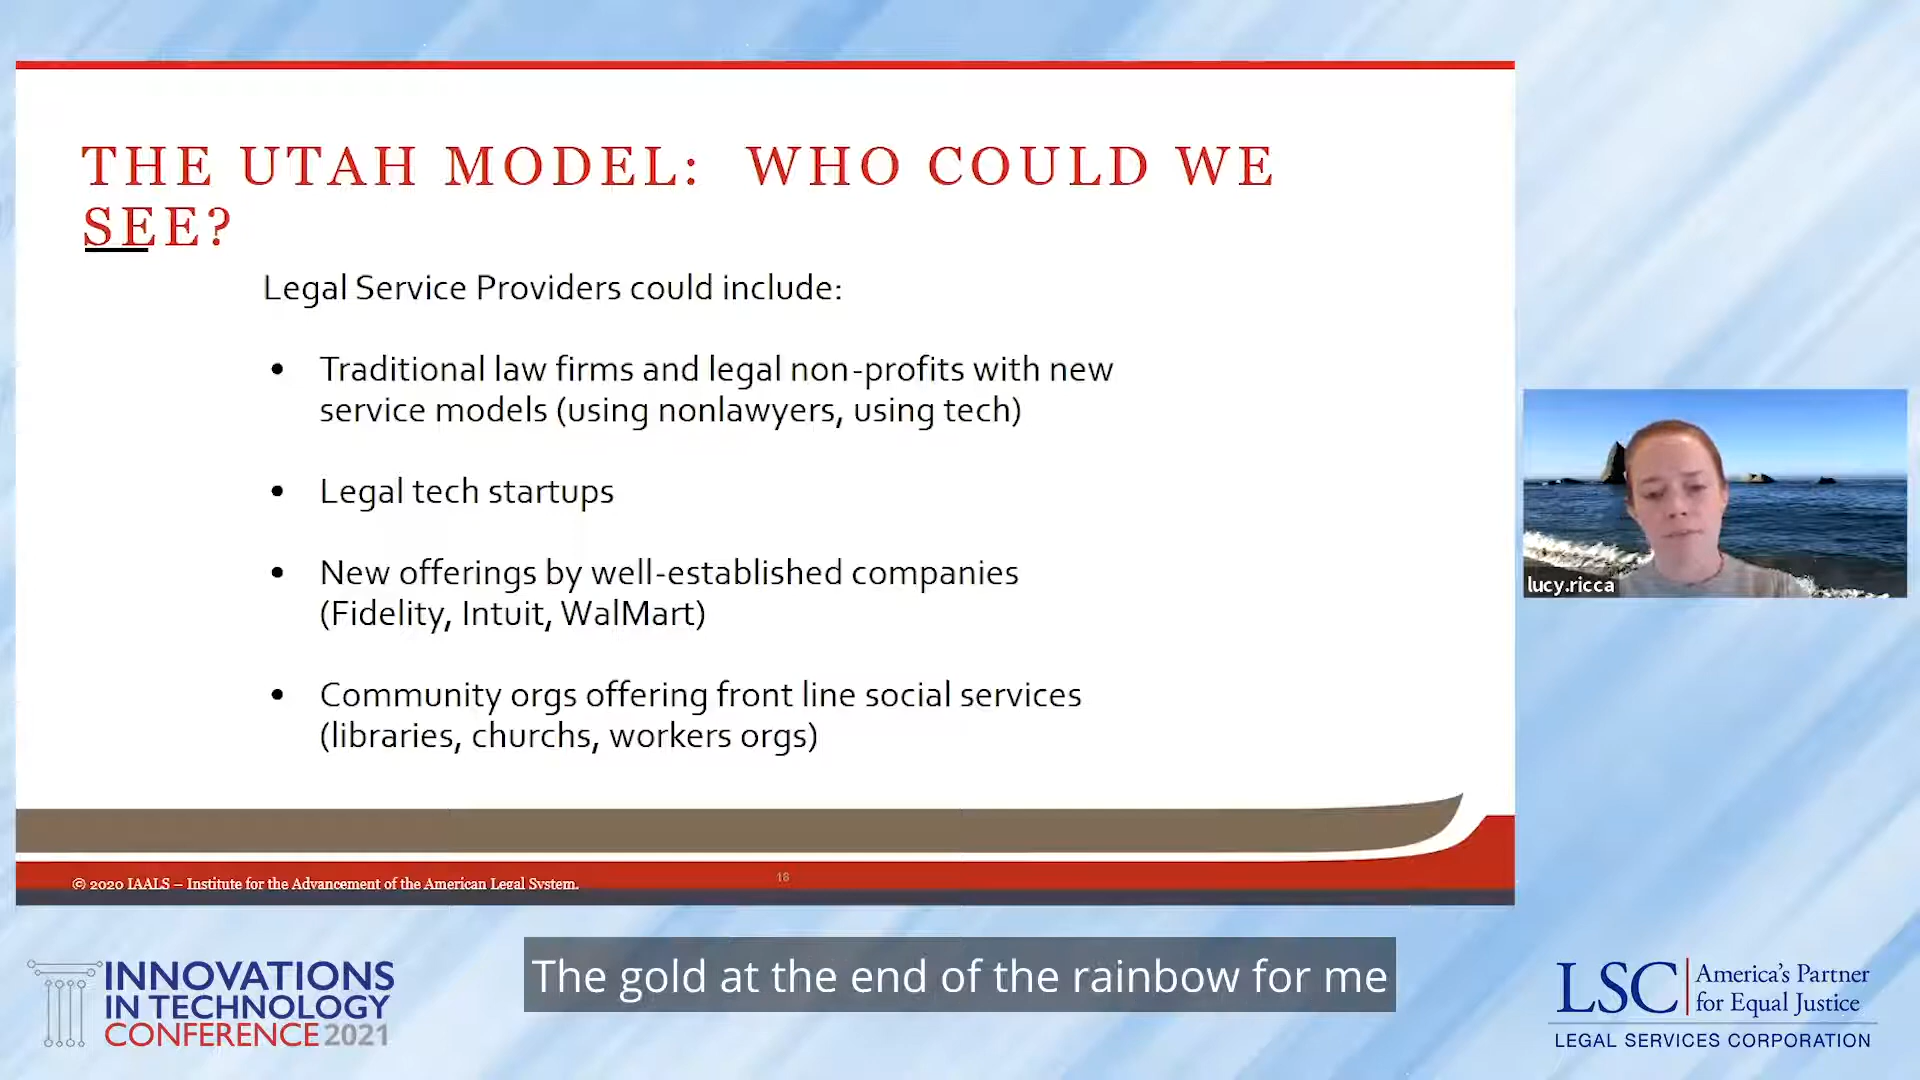 THE UTAH MODEL: WHO COULD WE
SEE?
Legal Service Providers could include:
• Traditional law firms and legal non-profits with new
service models (using nonlawyers, using tech)
• Legal tech startups
• New offerings by well-established companies
(Fidelity, Intuit, WalMart)
• Community orgs offering front line social services
(libraries, churchs, workers orgs)
© 2020 IAALS – Institute for the Advancement of the American Legal System.
18
lucy.ricca
The gold at the end of the rainbow for me
INNOVATIONS
IN TECHNOLOGY
CONFERENCE 2021
LSC America's Partner
for Equal Justice
LEGAL SERVICES CORPORATION